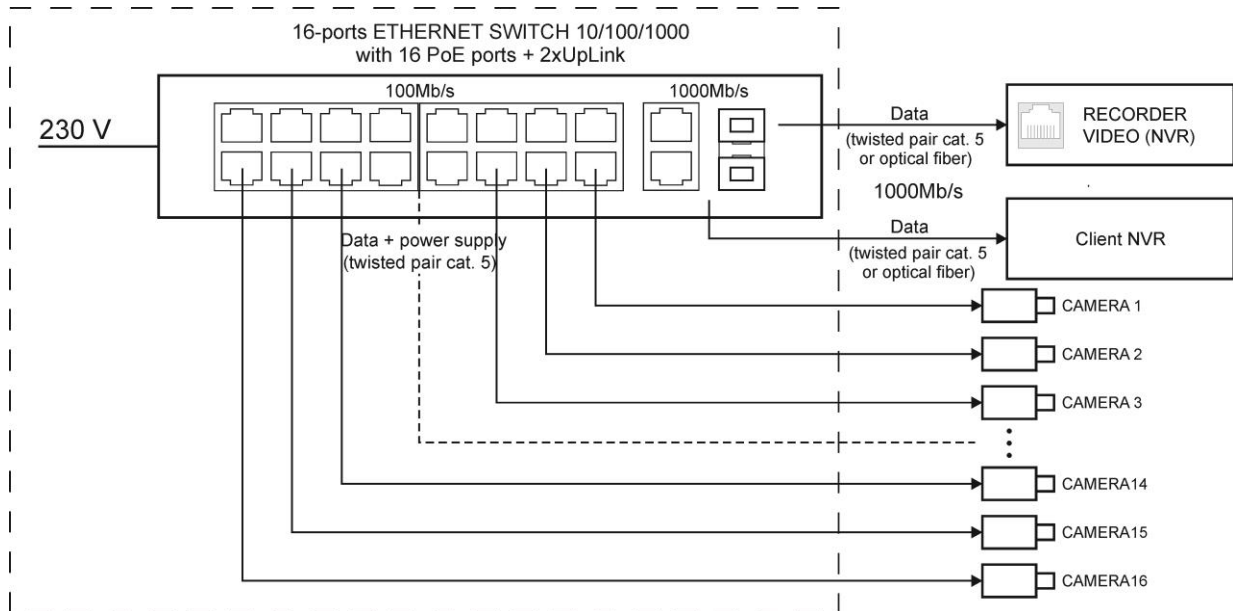 16-ports ETHERNET SWITCH 10/100/1000
with 16 PoE ports + 2xUpLink
100Mb/s
1000Mb/s
230 V
Data
(twisted pair cat. 5
or optical fiber)
RECORDER
VIDEO (NVR)
1000Mb/s
Data
(twisted pair cat. 5
or optical fiber)
Client NVR
Data + power supply
(twisted pair cat. 5)
CAMERA 1
CAMERA 2
CAMERA 3
CAMERA14
CAMERA15
CAMERA16